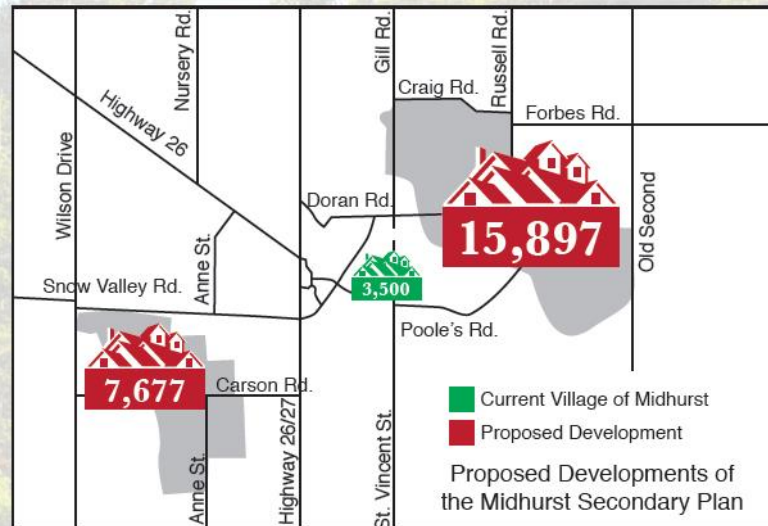 Gill Rd.
Russell Rd.
Nursery Rd.
Craig Rd.
Highway 26
Forbes Rd.
Wilson Drive
Doran Rd.
15,897
Old Second
Anne St.
Snow Valley Rd.
3,500
Poole's Rd.
7,677
Carson Rd.
Current Village of Midhurst
Proposed Development
Highway 26/27
St. Vincent St.
Anne St.
Proposed Developments of
the Midhurst Secondary Plan